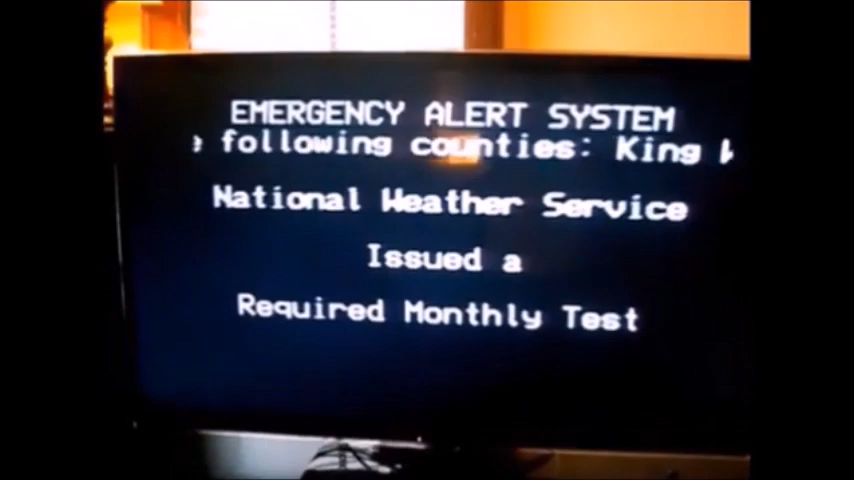 EMERGENCY ALERT SYSTEM
following counties: King
National Weather Service
Issued a
Required Monthly Test